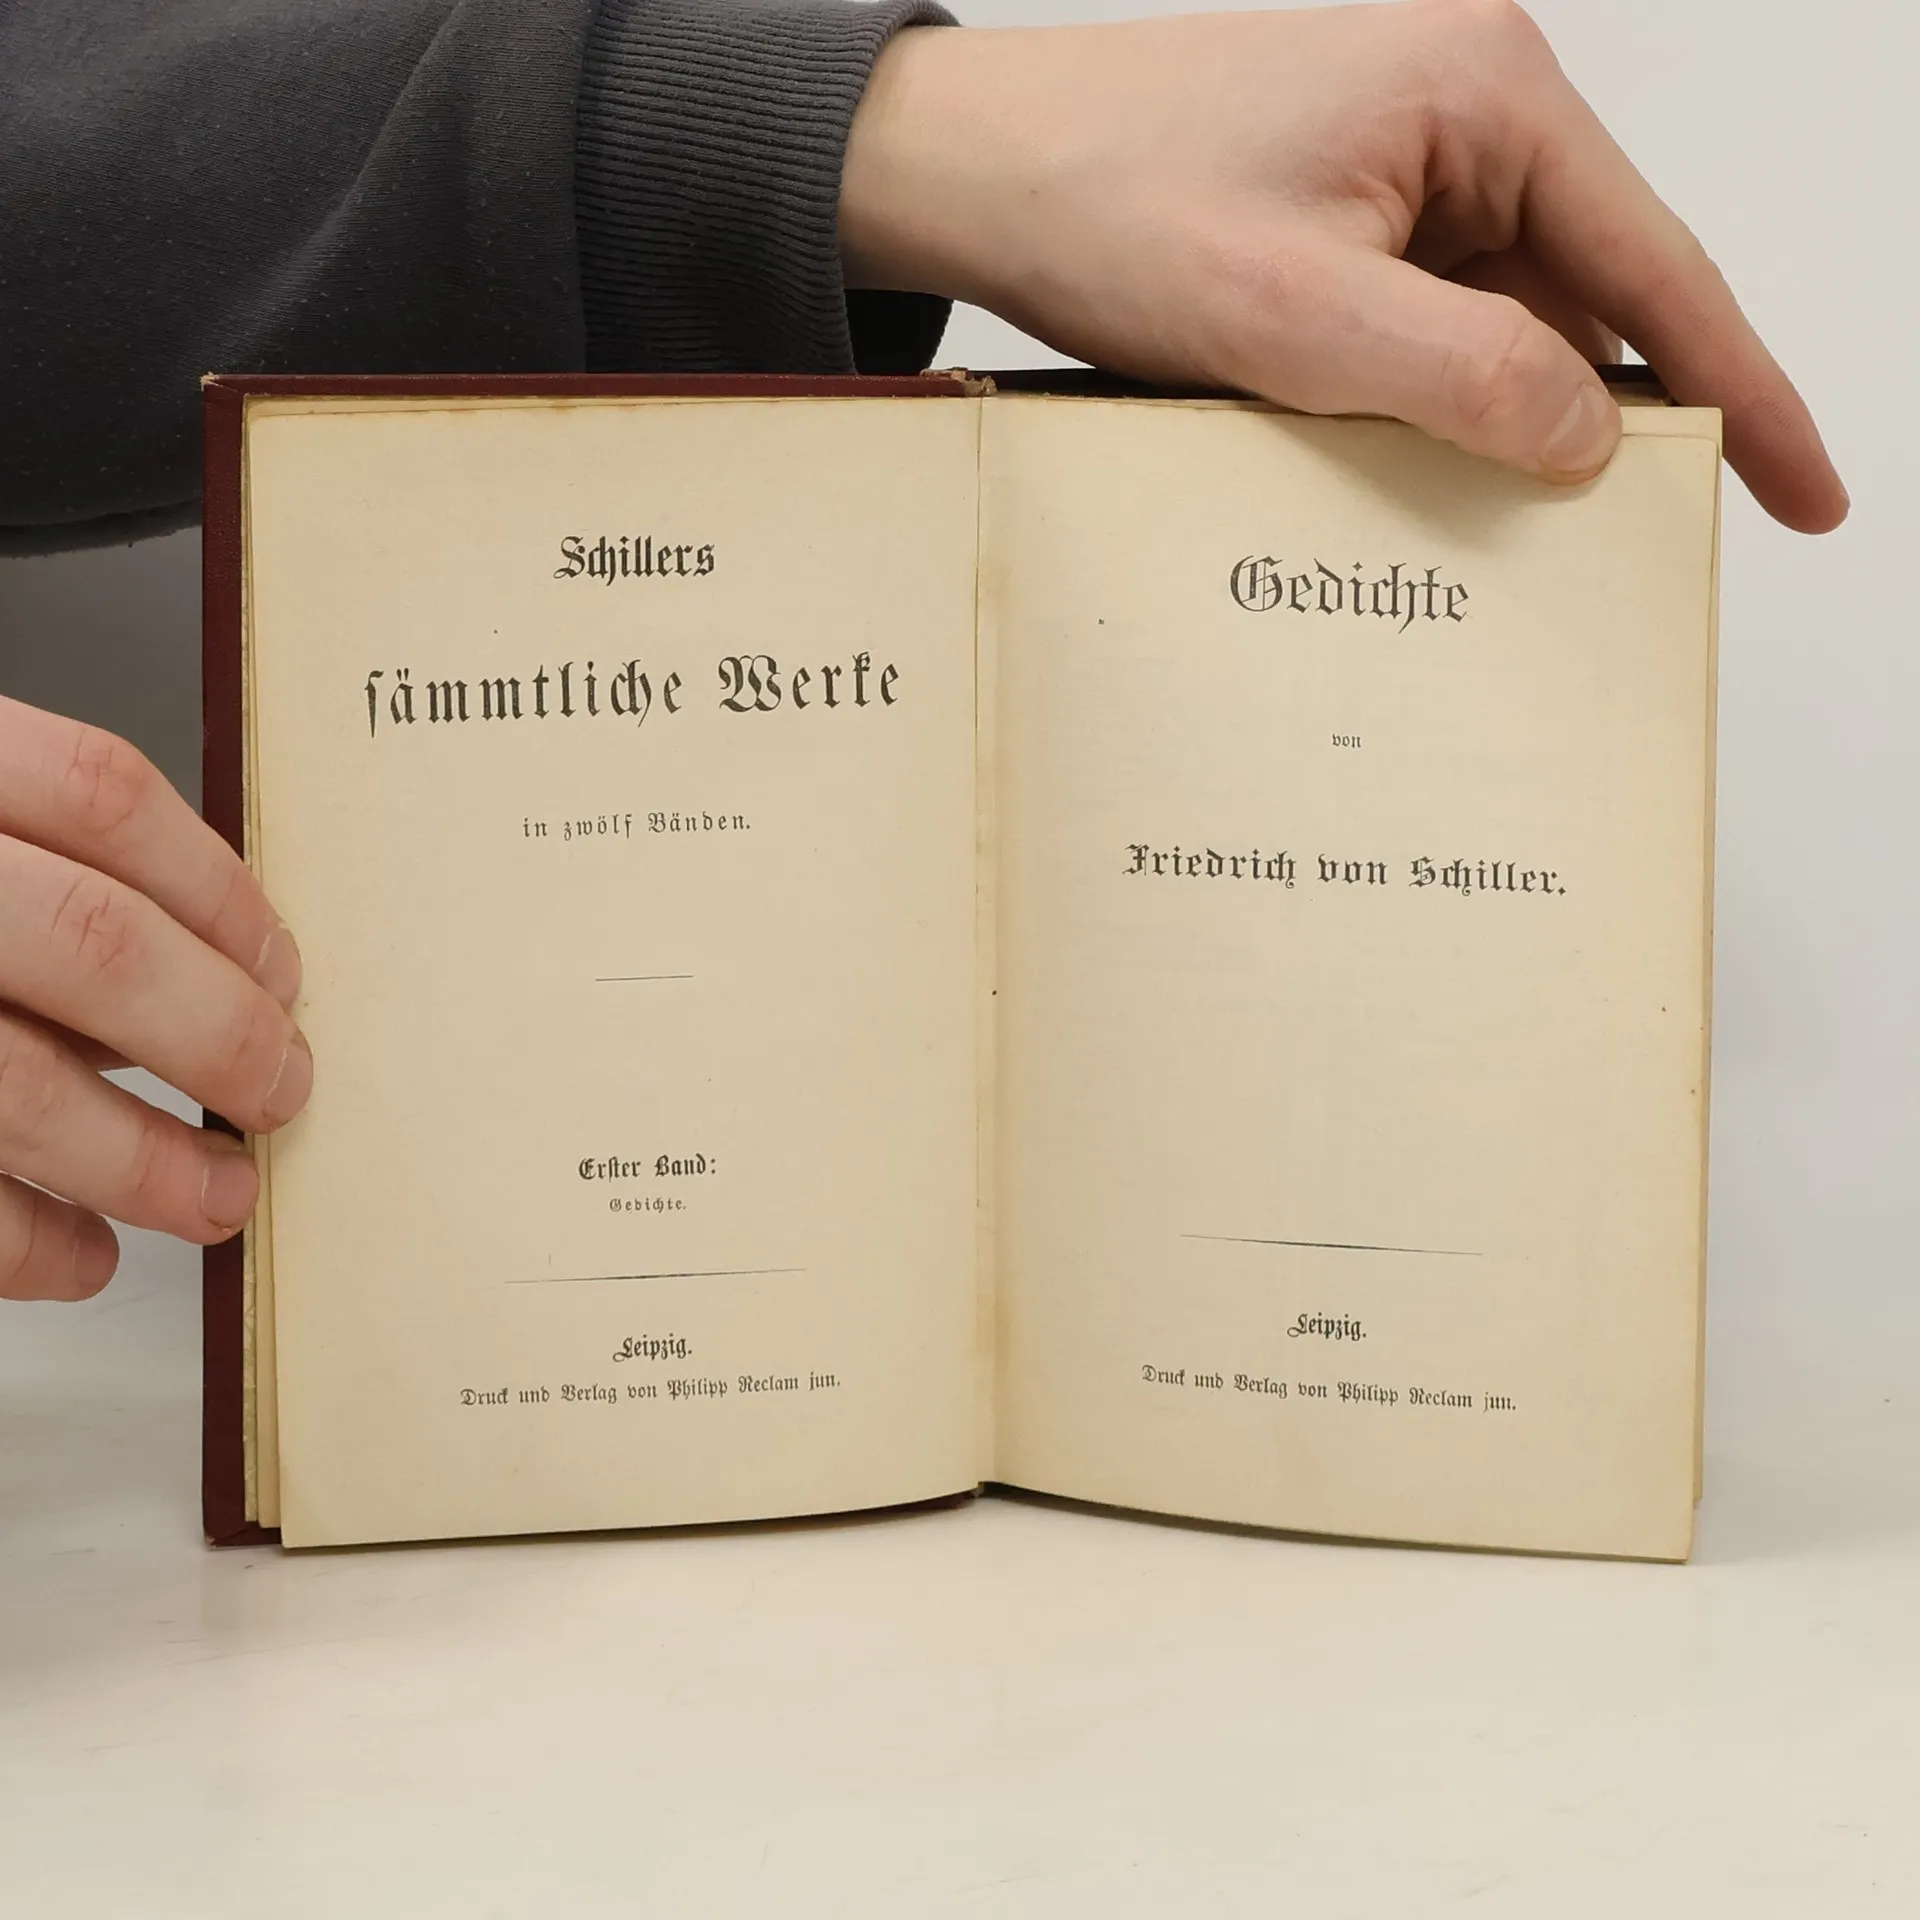 Schillers
sämmtliche Werke
in zwölf Bänden.
Erster Band:
Gedichte.
Leipzig.
Druck und Verlag von Philipp Reclam jun.
Gedichte
von
Friedrich von Schiller.
Leipzig.
Druck und Verlag von Philipp Reclam jun.